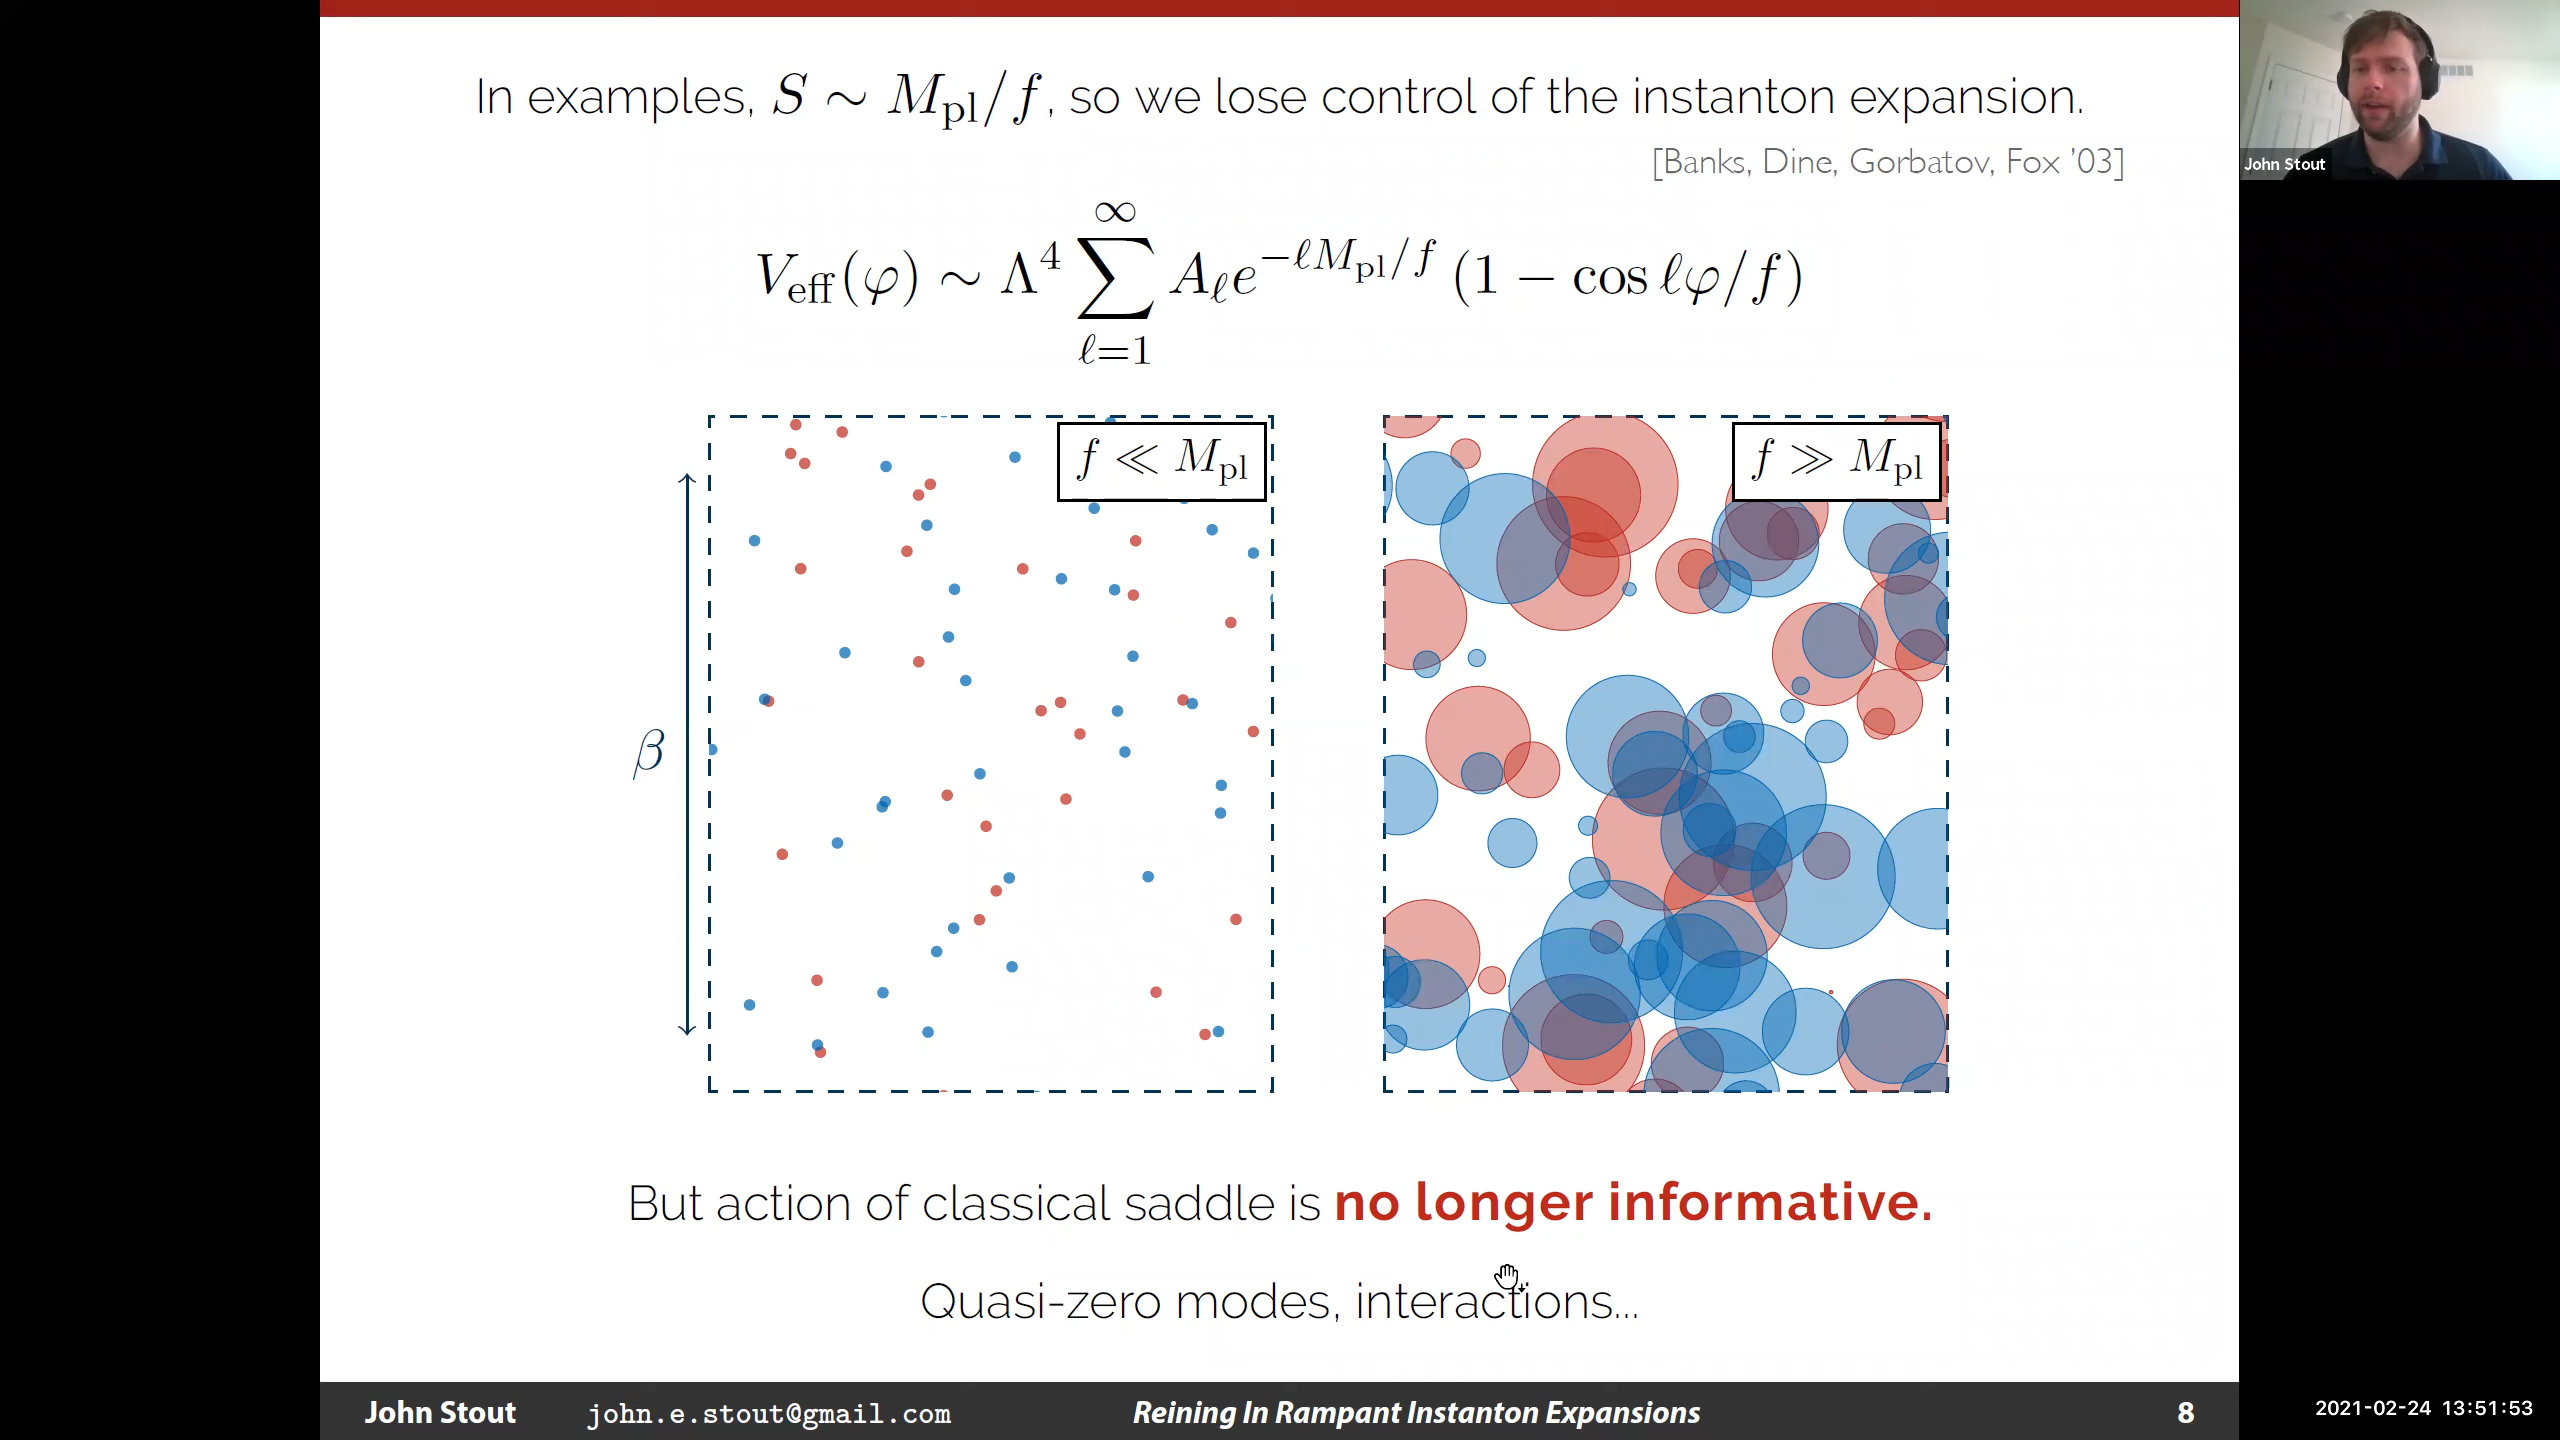 In examples, S ∼ M_pl/f, so we lose control of the instanton expansion.
[Banks, Dine, Gorbatov, Fox '03]
V_eff(φ) ∼ Λ^4 ∑_{ℓ=1}^{∞} A_ℓ e^{−ℓM_pl/f} (1 − cos ℓφ/f)
f ≪ M_pl
f ≫ M_pl
β
But action of classical saddle is no longer informative.
Quasi-zero modes, interactions...
John Stout john.e.stout@gmail.com Reining In Rampant Instanton Expansions 8
John Stout
2021-02-24 13:51:53